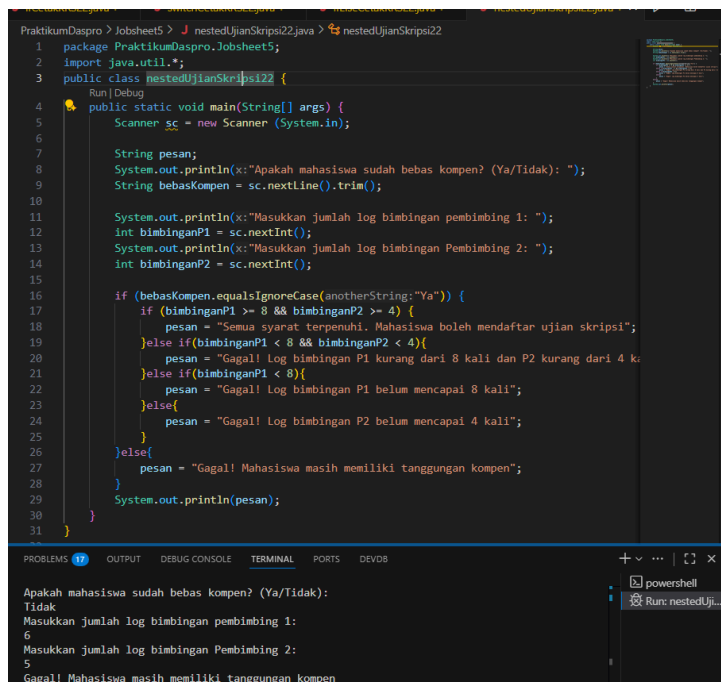 PraktikumDaspro > Jobsheet5 > J nestedUjianSkripsi22.java > nestedUjianSkripsi22
1 package PraktikumDaspro.Jobsheet5;
2 import java.util.*;
3 public class nestedUjianSkripsi22 {
Run | Debug
4 public static void main(String[] args) {
5 Scanner sc = new Scanner (System.in);
6
7 String pesan;
8 System.out.println(x:"Apakah mahasiswa sudah bebas kompen? (Ya/Tidak): ");
9 String bebasKompen = sc.nextLine().trim();
10
11 System.out.println(x:"Masukkan jumlah log bimbingan pembimbing 1: ");
12 int bimbinganP1 = sc.nextInt();
13 System.out.println(x:"Masukkan jumlah log bimbingan Pembimbing 2: ");
14 int bimbinganP2 = sc.nextInt();
15
16 if (bebasKompen.equalsIgnoreCase(anotherString:"Ya")) {
17 if (bimbinganP1 >= 8 && bimbinganP2 >= 4) {
18 pesan = "Semua syarat terpenuhi. Mahasiswa boleh mendaftar ujian skripsi";
19 }else if(bimbinganP1 < 8 && bimbinganP2 < 4){
20 pesan = "Gagal! Log bimbingan P1 kurang dari 8 kali dan P2 kurang dari 4 ka
21 }else if(bimbinganP1 < 8){
22 pesan = "Gagal! Log bimbingan P1 belum mencapai 8 kali";
23 }else{
24 pesan = "Gagal! Log bimbingan P2 belum mencapai 4 kali";
25 }
26 }else{
27 pesan = "Gagal! Mahasiswa masih memiliki tanggungan kompen";
28 }
29 System.out.println(pesan);
30 }
31 }
PROBLEMS 17 OUTPUT DEBUG CONSOLE TERMINAL PORTS DEVDB
powershell
Run: nestedUji...
Apakah mahasiswa sudah bebas kompen? (Ya/Tidak):
Tidak
Masukkan jumlah log bimbingan pembimbing 1:
6
Masukkan jumlah log bimbingan Pembimbing 2:
5
Gagal! Mahasiswa masih memiliki tanggungan kompen